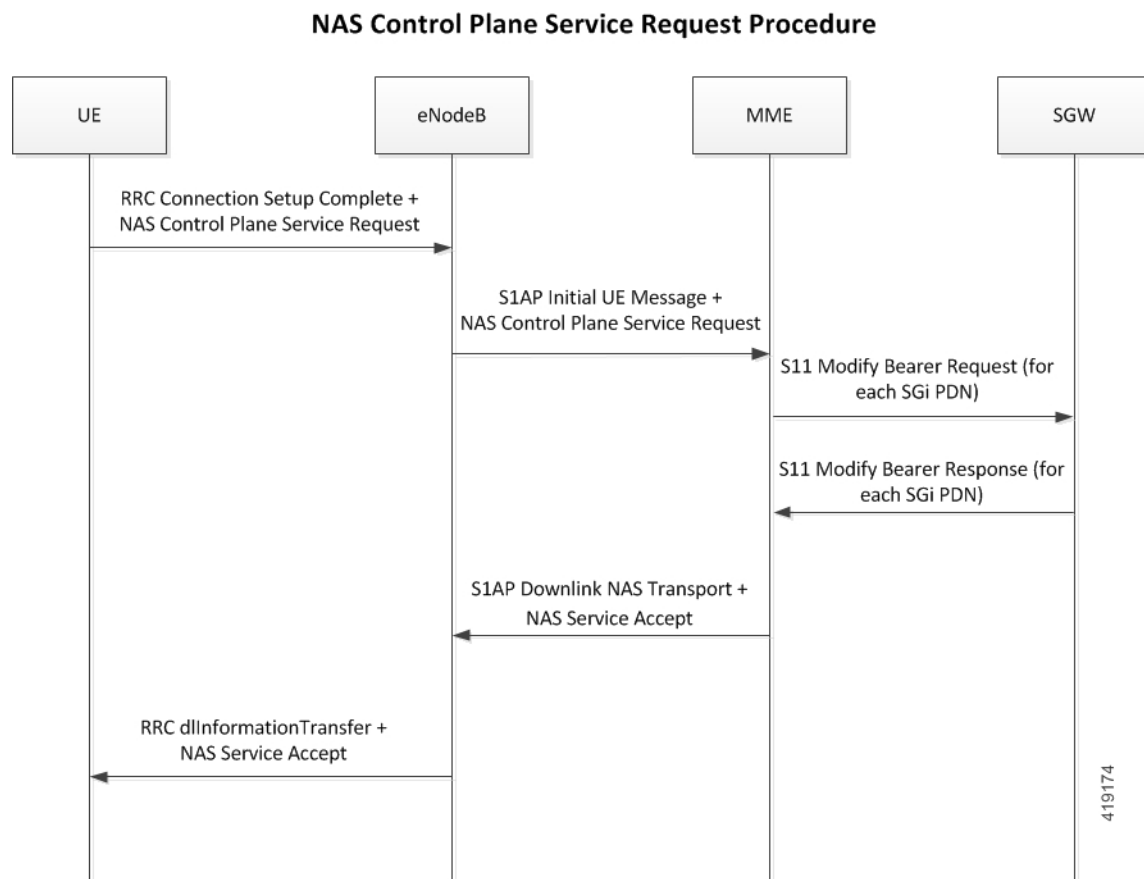 NAS Control Plane Service Request Procedure
UE
eNodeB
MME
SGW
RRC Connection Setup Complete +
NAS Control Plane Service Request
S1AP Initial UE Message +
NAS Control Plane Service Request
S11 Modify Bearer Request (for
each SGi PDN)
S11 Modify Bearer Response (for
each SGi PDN)
S1AP Downlink NAS Transport +
NAS Service Accept
RRC dlInformationTransfer +
NAS Service Accept
419174